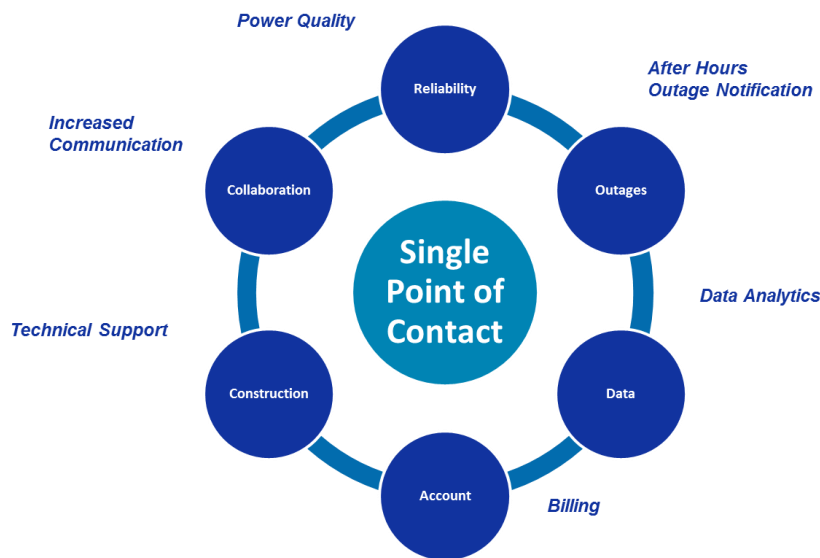 Power Quality
Reliability
After Hours
Outage Notification
Increased
Communication
Collaboration
Outages
Single
Point of
Contact
Data Analytics
Technical Support
Construction
Data
Account
Billing